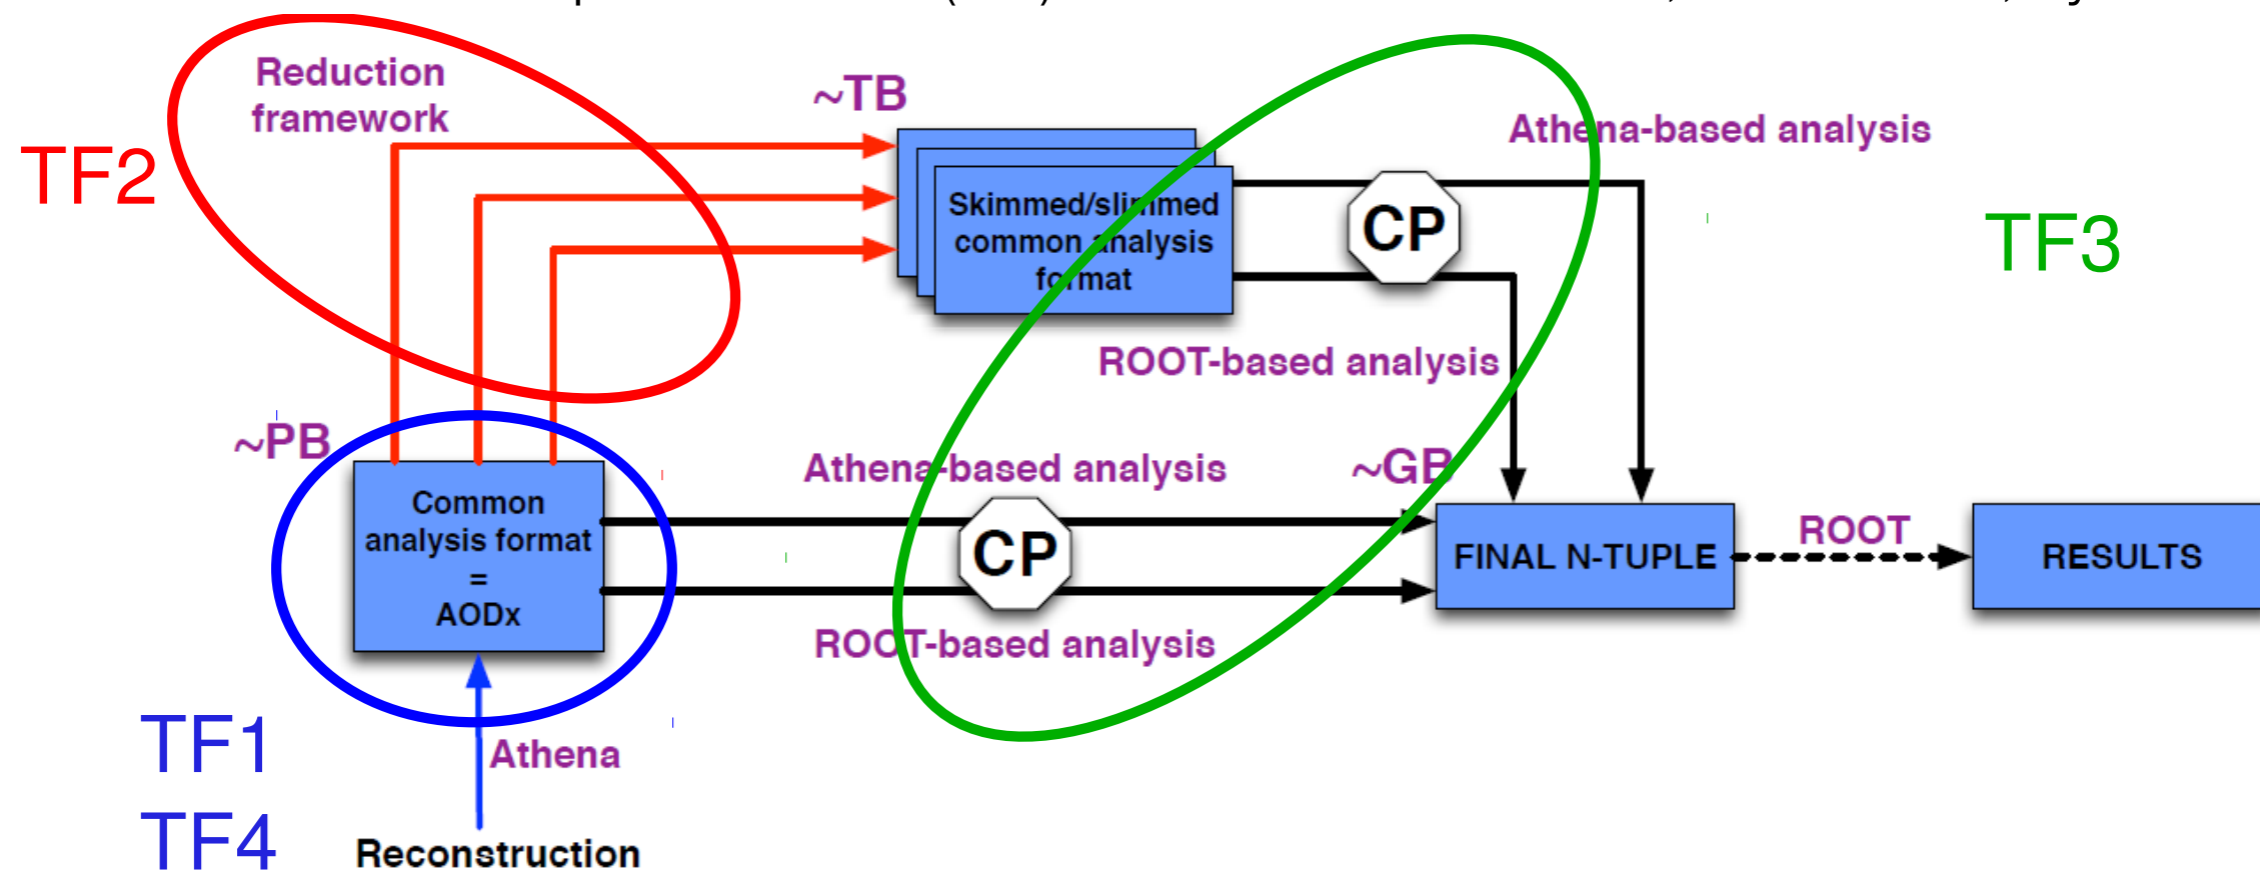 Reduction
framework
TF2
~TB
Skimmed/slimmed
common analysis
format
CP
Athena-based analysis
TF3
ROOT-based analysis
~PB
Common
analysis format
=
AODx
Athena-based analysis
CP
ROOT-based analysis
~GB
FINAL N-TUPLE
ROOT
RESULTS
TF1
TF4
Athena
Reconstruction